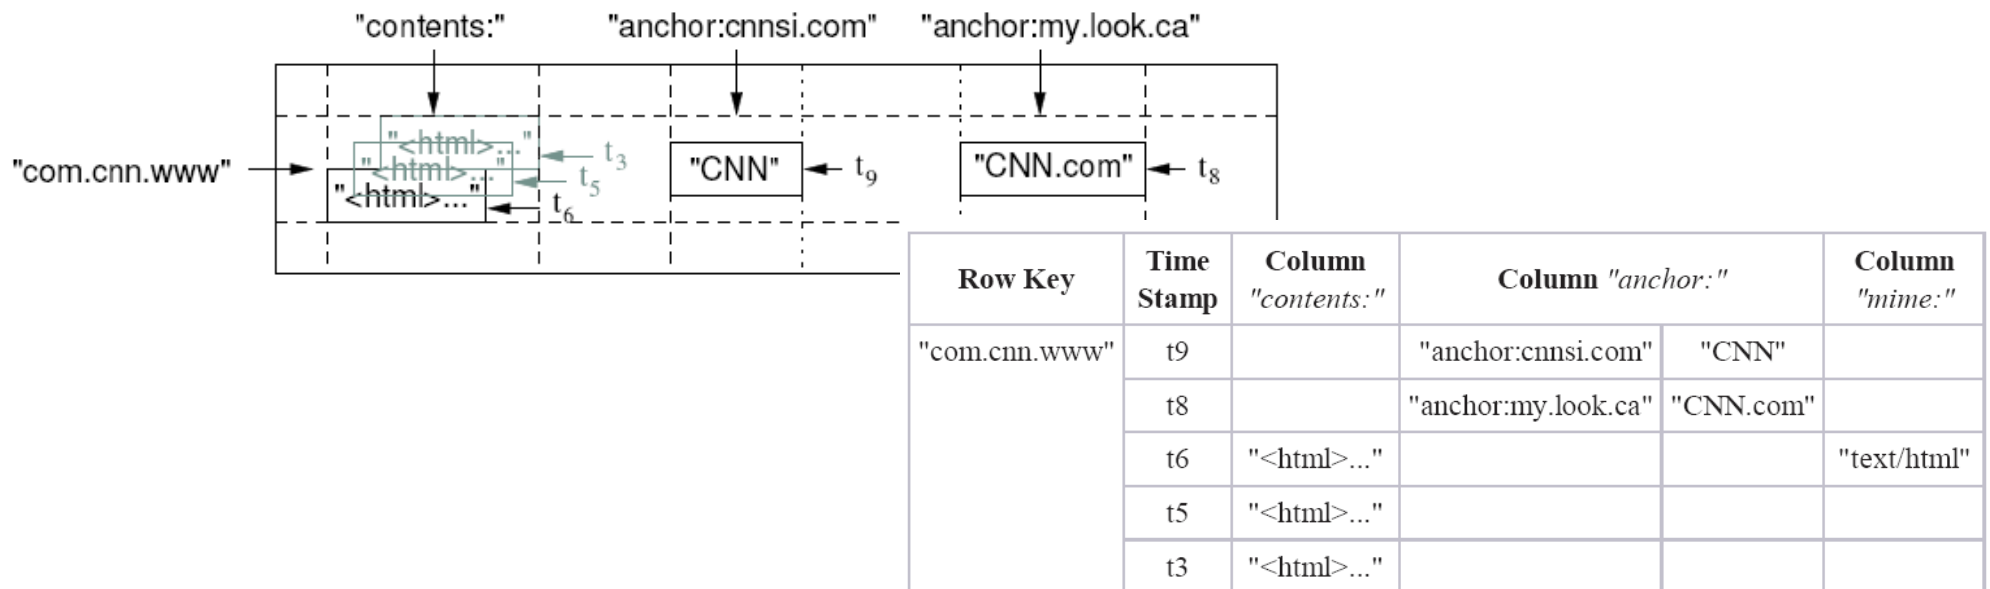 "contents:" "anchor:cnnsi.com" "anchor:my.look.ca"
"<html>..." t3
"com.cnn.www" "<html>..." t5 "CNN" t9 "CNN.com" t8
"<html>..." t6
Row Key Time Stamp Column "contents:" Column "anchor:" Column "mime:"
"com.cnn.www" t9 "anchor:cnnsi.com" "CNN"
t8 "anchor:my.look.ca" "CNN.com"
t6 "<html>..." "text/html"
t5 "<html>..."
t3 "<html>..."